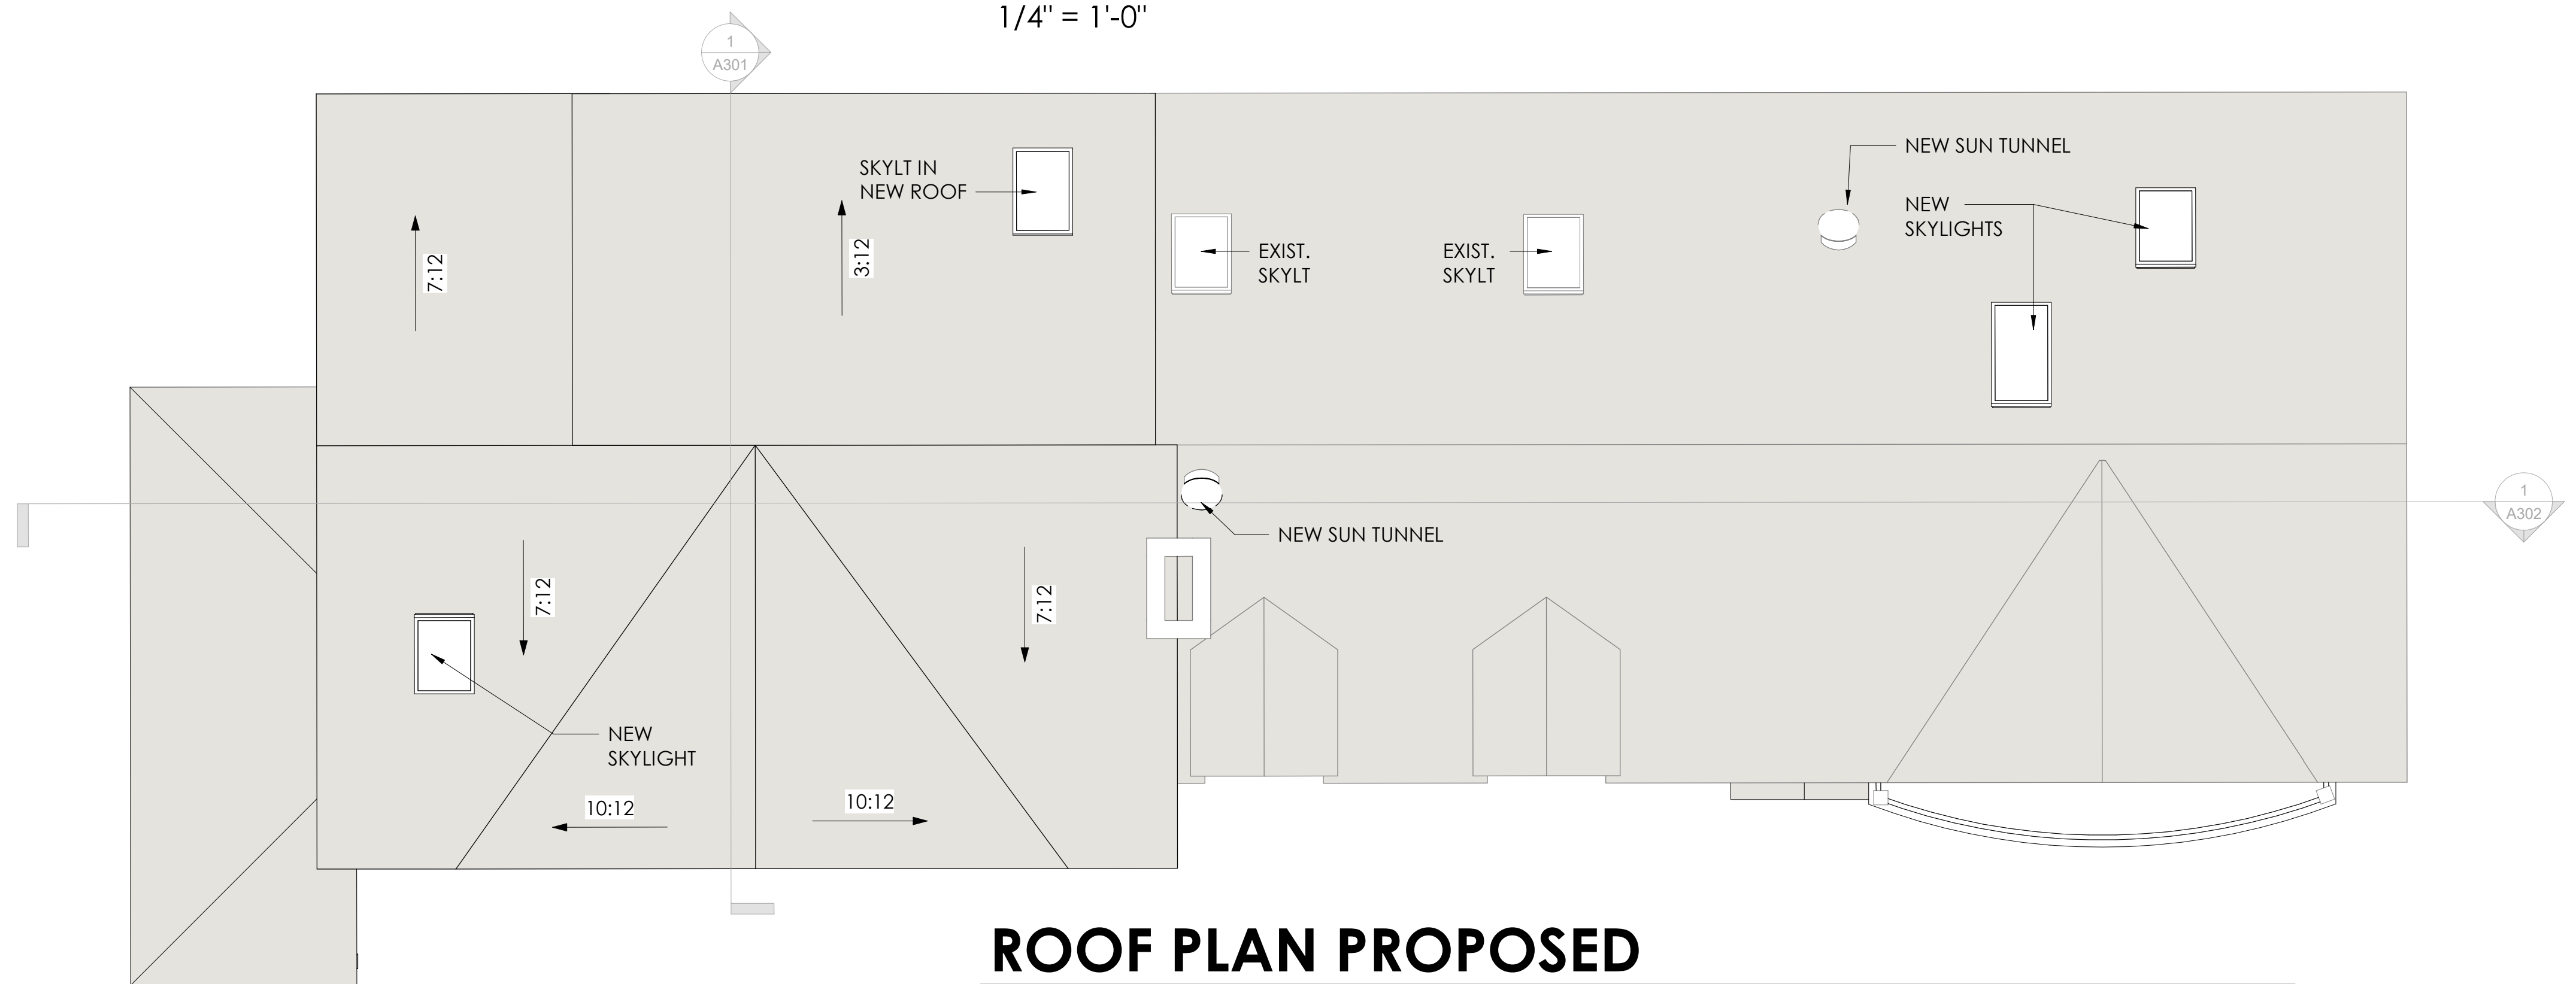 1/4" = 1'-0"
1
A301
SKYLT IN
NEW ROOF
NEW SUN TUNNEL
NEW
SKYLIGHTS
7:12
3:12
EXIST.
SKYLT
EXIST.
SKYLT
1
A302
NEW SUN TUNNEL
7:12
7:12
NEW
SKYLIGHT
10:12
10:12
ROOF PLAN PROPOSED